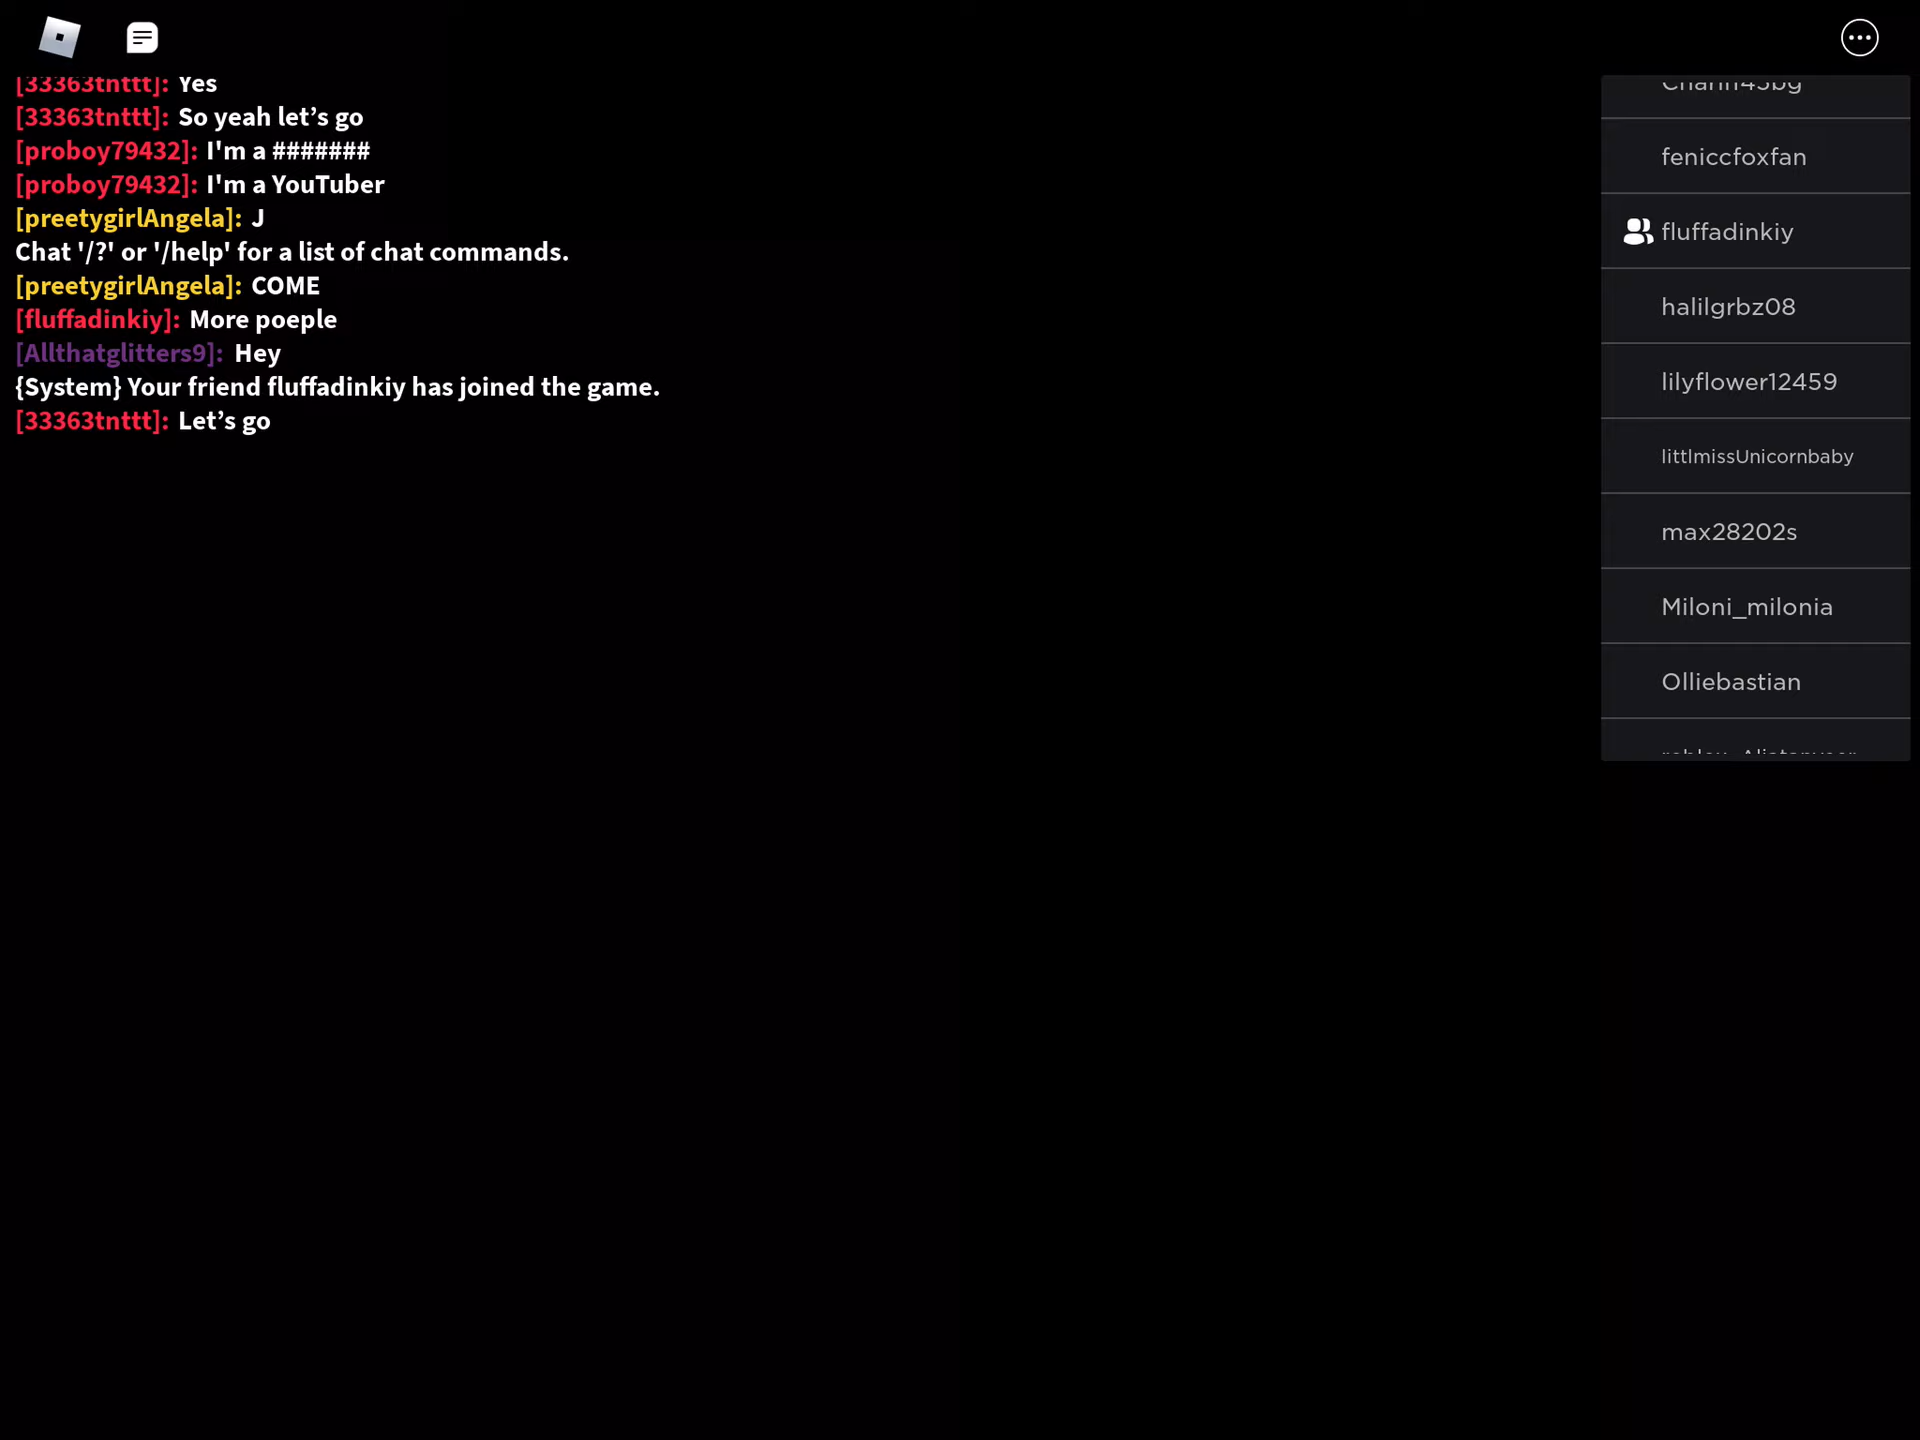 [33363tnttt]: Yes
[33363tnttt]: So yeah let’s go
[proboy79432]: I'm a #######
[proboy79432]: I'm a YouTuber
[preetygirlAngela]: J
Chat '/?' or '/help' for a list of chat commands.
[preetygirlAngela]: COME
[fluffadinkiy]: More poeple
[Allthatglitters9]: Hey
{System} Your friend fluffadinkiy has joined the game.
[33363tnttt]: Let’s go
feniccfoxfan
fluffadinkiy
halilgrbz08
lilyflower12459
littlmissUnicornbaby
max28202s
Miloni_milonia
Olliebastian